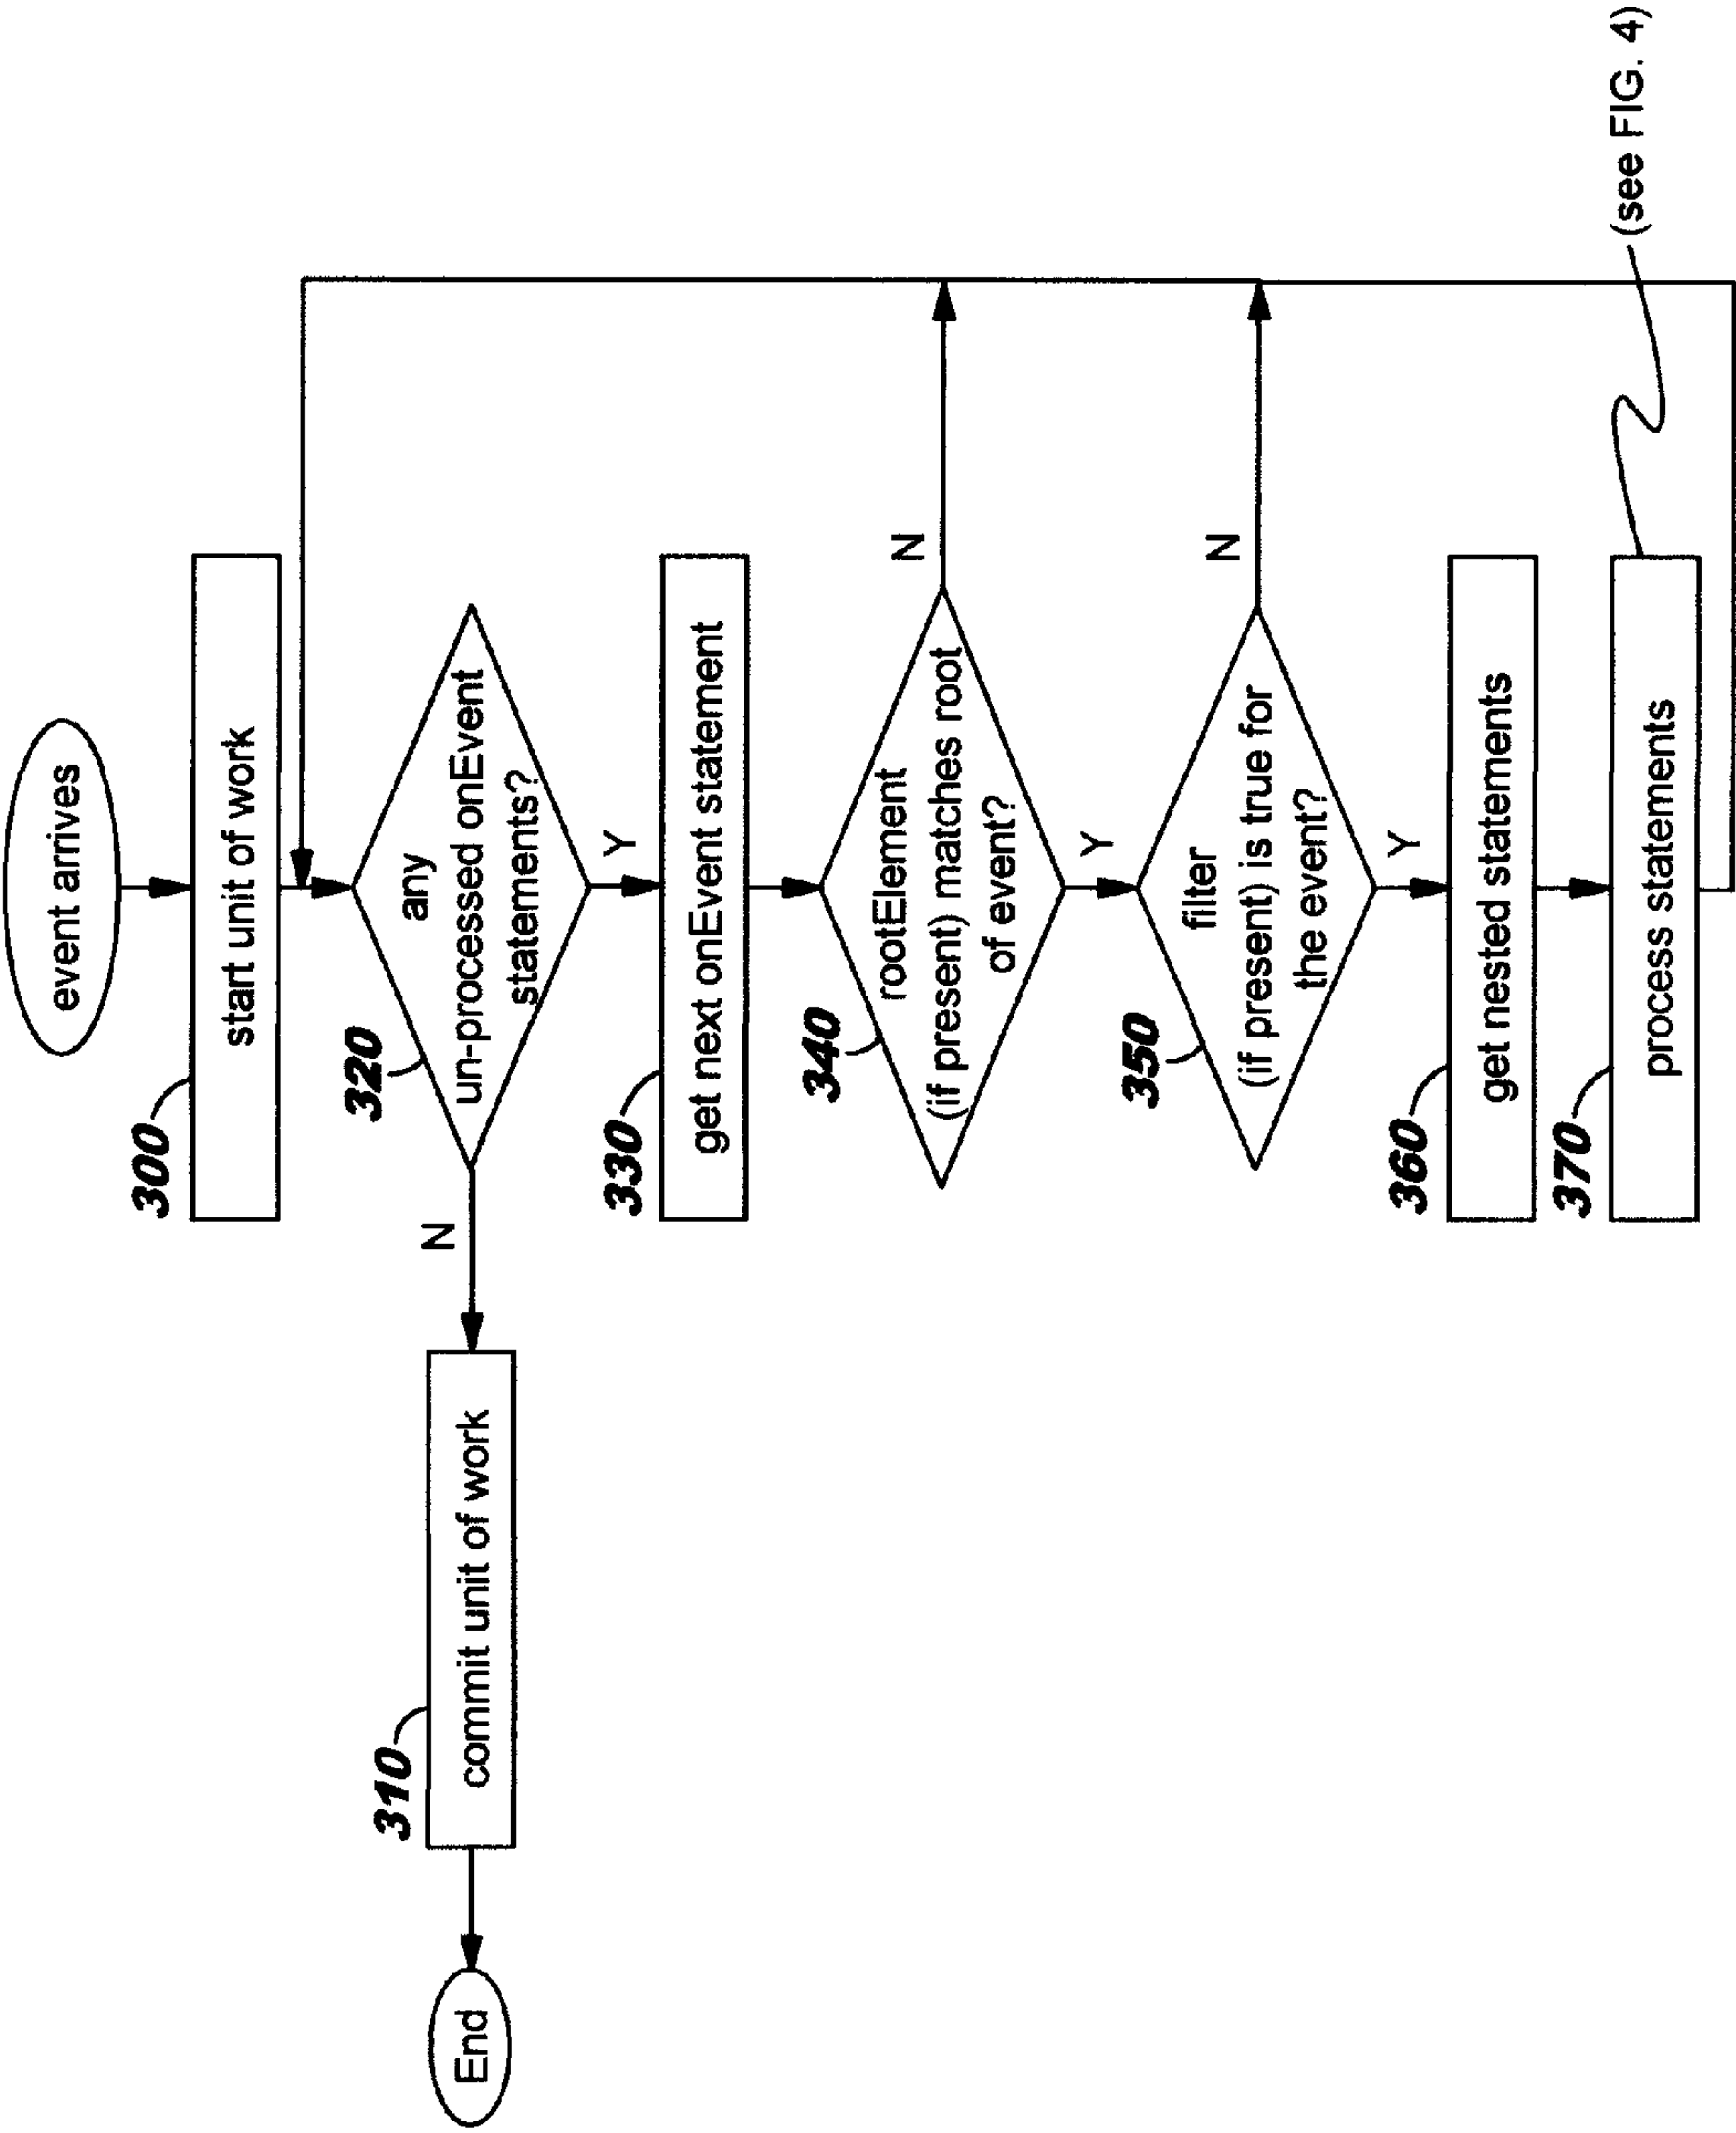 event arrives
300
start unit of work
320
any
un-processed onEvent
statements?
N
Y
310
commit unit of work
End
330
get next onEvent statement
340
rootElement
(if present) matches root
of event?
N
Y
350
filter
(if present) is true for
the event?
N
Y
360
get nested statements
370
process statements
(see FIG. 4)